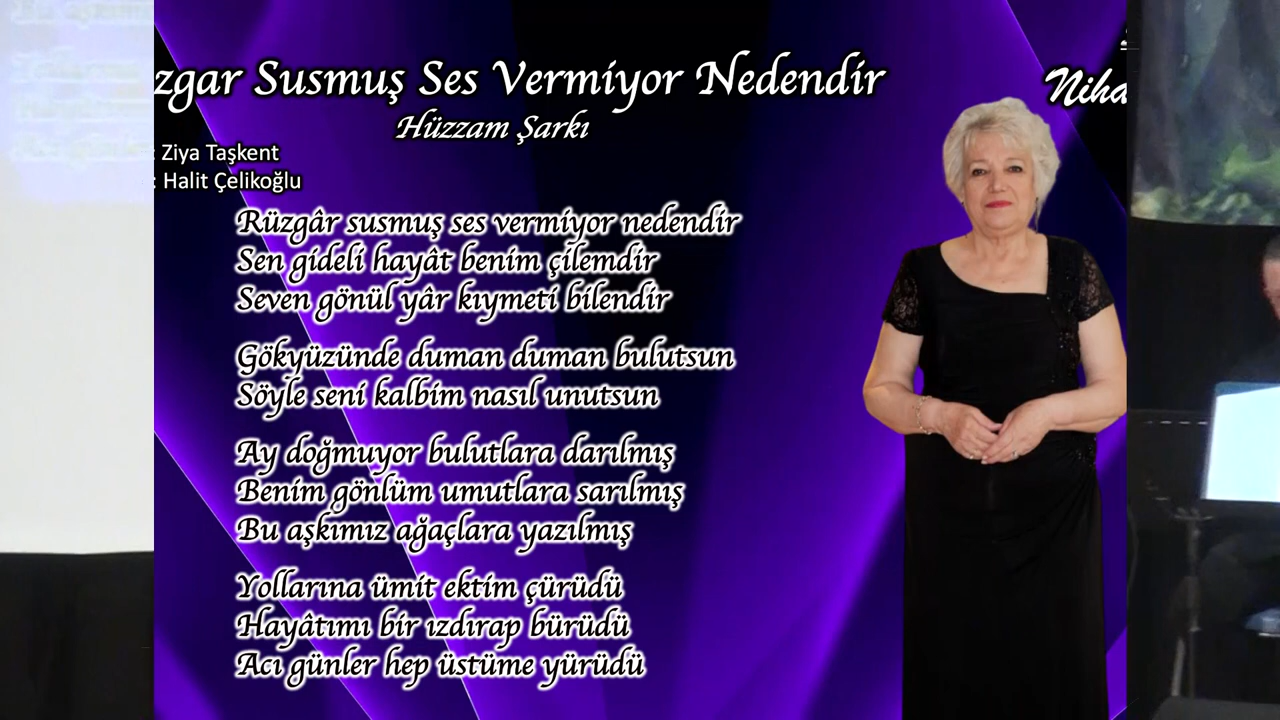 zgar Susmuş Ses Vermiyor Nedendir
Niha
Hüzzam Şarkı
: Ziya Taşkent
: Halit Çelikoğlu
Rüzgâr susmuş ses vermiyor nedendir
Sen gideli hayât benim çilemdir
Seven gönül yâr kıymeti bilendir
Gökyüzünde duman duman bulutsun
Söyle seni kalbim nasıl unutsun
Ay doğmuyor bulutlara darılmış
Benim gönlüm umutlara sarılmış
Bu aşkımız ağaçlara yazılmış
Yollarına ümit ektim çürüdü
Hayâtımı bir ızdırap bürüdü
Acı günler hep üstüme yürüdü